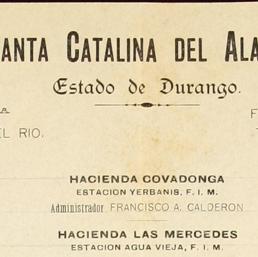 ANTA CATALINA DEL ALA
Estado de Durango.
A
EL RIO.
F
HACIENDA COVADONGA
ESTACION YERBANIS, F. I. M.
Administrador FRANCISCO A. CALDERON
HACIENDA LAS MERCEDES
ESTACION AGUA VIEJA, F. I. M.